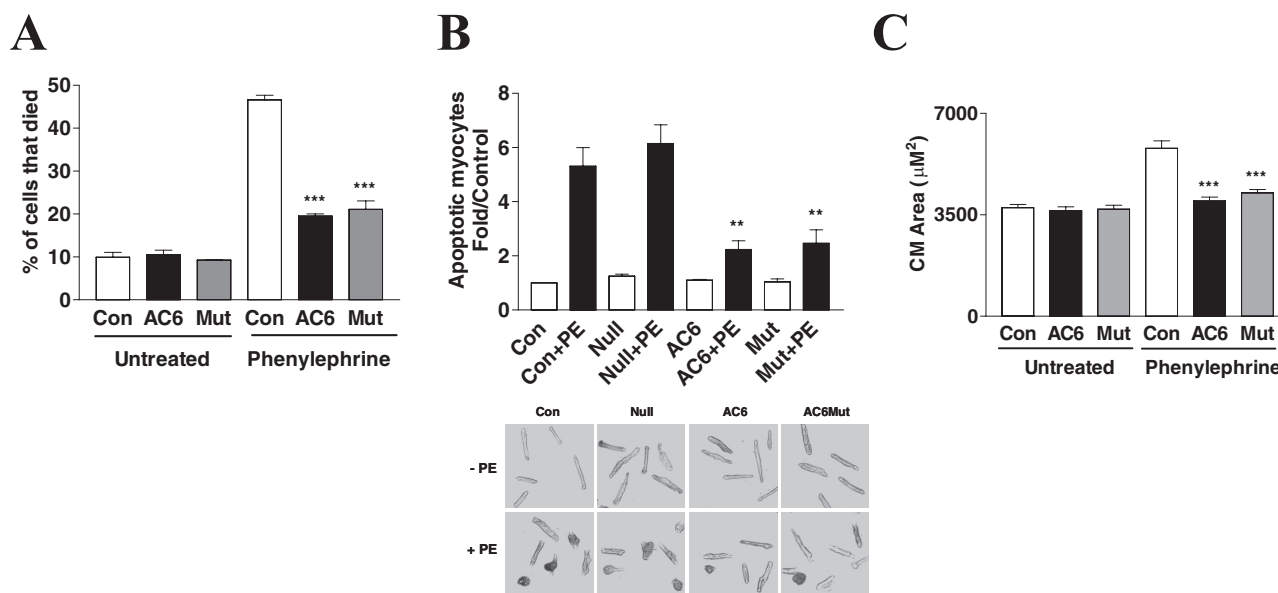 A
% of cells that died
50
40
30
20
10
0
***
***
Con AC6 Mut
Con AC6 Mut
Untreated
Phenylephrine
B
Apoptotic myocytes
Fold/Control
8
6
4
2
0
**
**
Con
Con+PE
Null
Null+PE
AC6
AC6+PE
Mut
Mut+PE
Con Null AC6 AC6Mut
- PE
+ PE
C
CM Area (µM²)
7000
3500
0
***
***
Con AC6 Mut
Con AC6 Mut
Untreated
Phenylephrine